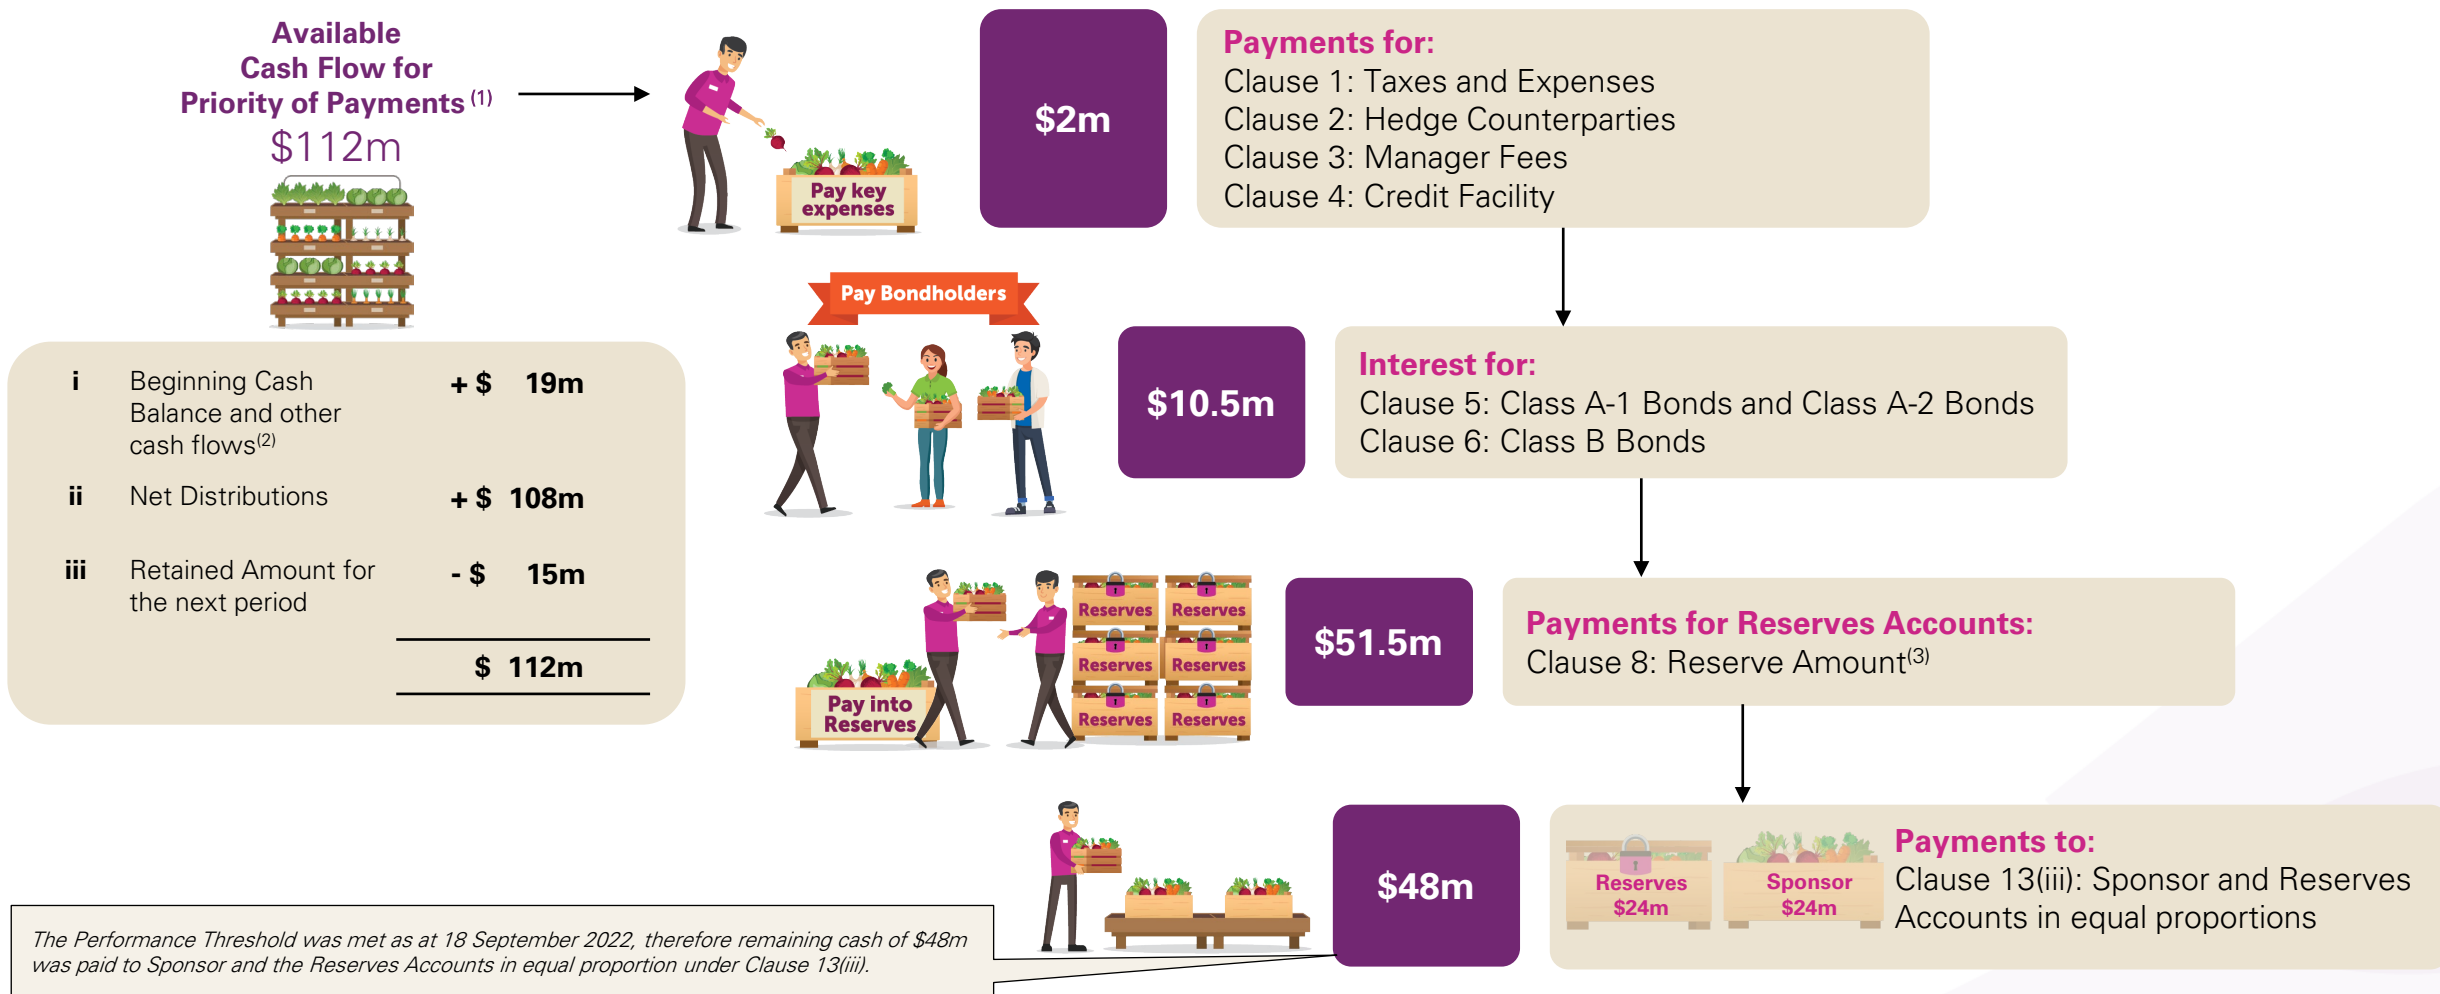 Available
Cash Flow for
Priority of Payments (1)
$112m
Pay key
expenses
$2m
Payments for:
Clause 1: Taxes and Expenses
Clause 2: Hedge Counterparties
Clause 3: Manager Fees
Clause 4: Credit Facility
i Beginning Cash + $ 19m
Balance and other
cash flows(2)
ii Net Distributions + $ 108m
iii Retained Amount for - $ 15m
the next period
$ 112m
Pay Bondholders
$10.5m
Interest for:
Clause 5: Class A-1 Bonds and Class A-2 Bonds
Clause 6: Class B Bonds
Pay into
Reserves
Reserves Reserves
Reserves Reserves
Reserves Reserves
$51.5m
Payments for Reserves Accounts:
Clause 8: Reserve Amount(3)
$48m
Reserves
$24m
Sponsor
$24m
Payments to:
Clause 13(iii): Sponsor and Reserves
Accounts in equal proportions
The Performance Threshold was met as at 18 September 2022, therefore remaining cash of $48m
was paid to Sponsor and the Reserves Accounts in equal proportion under Clause 13(iii).